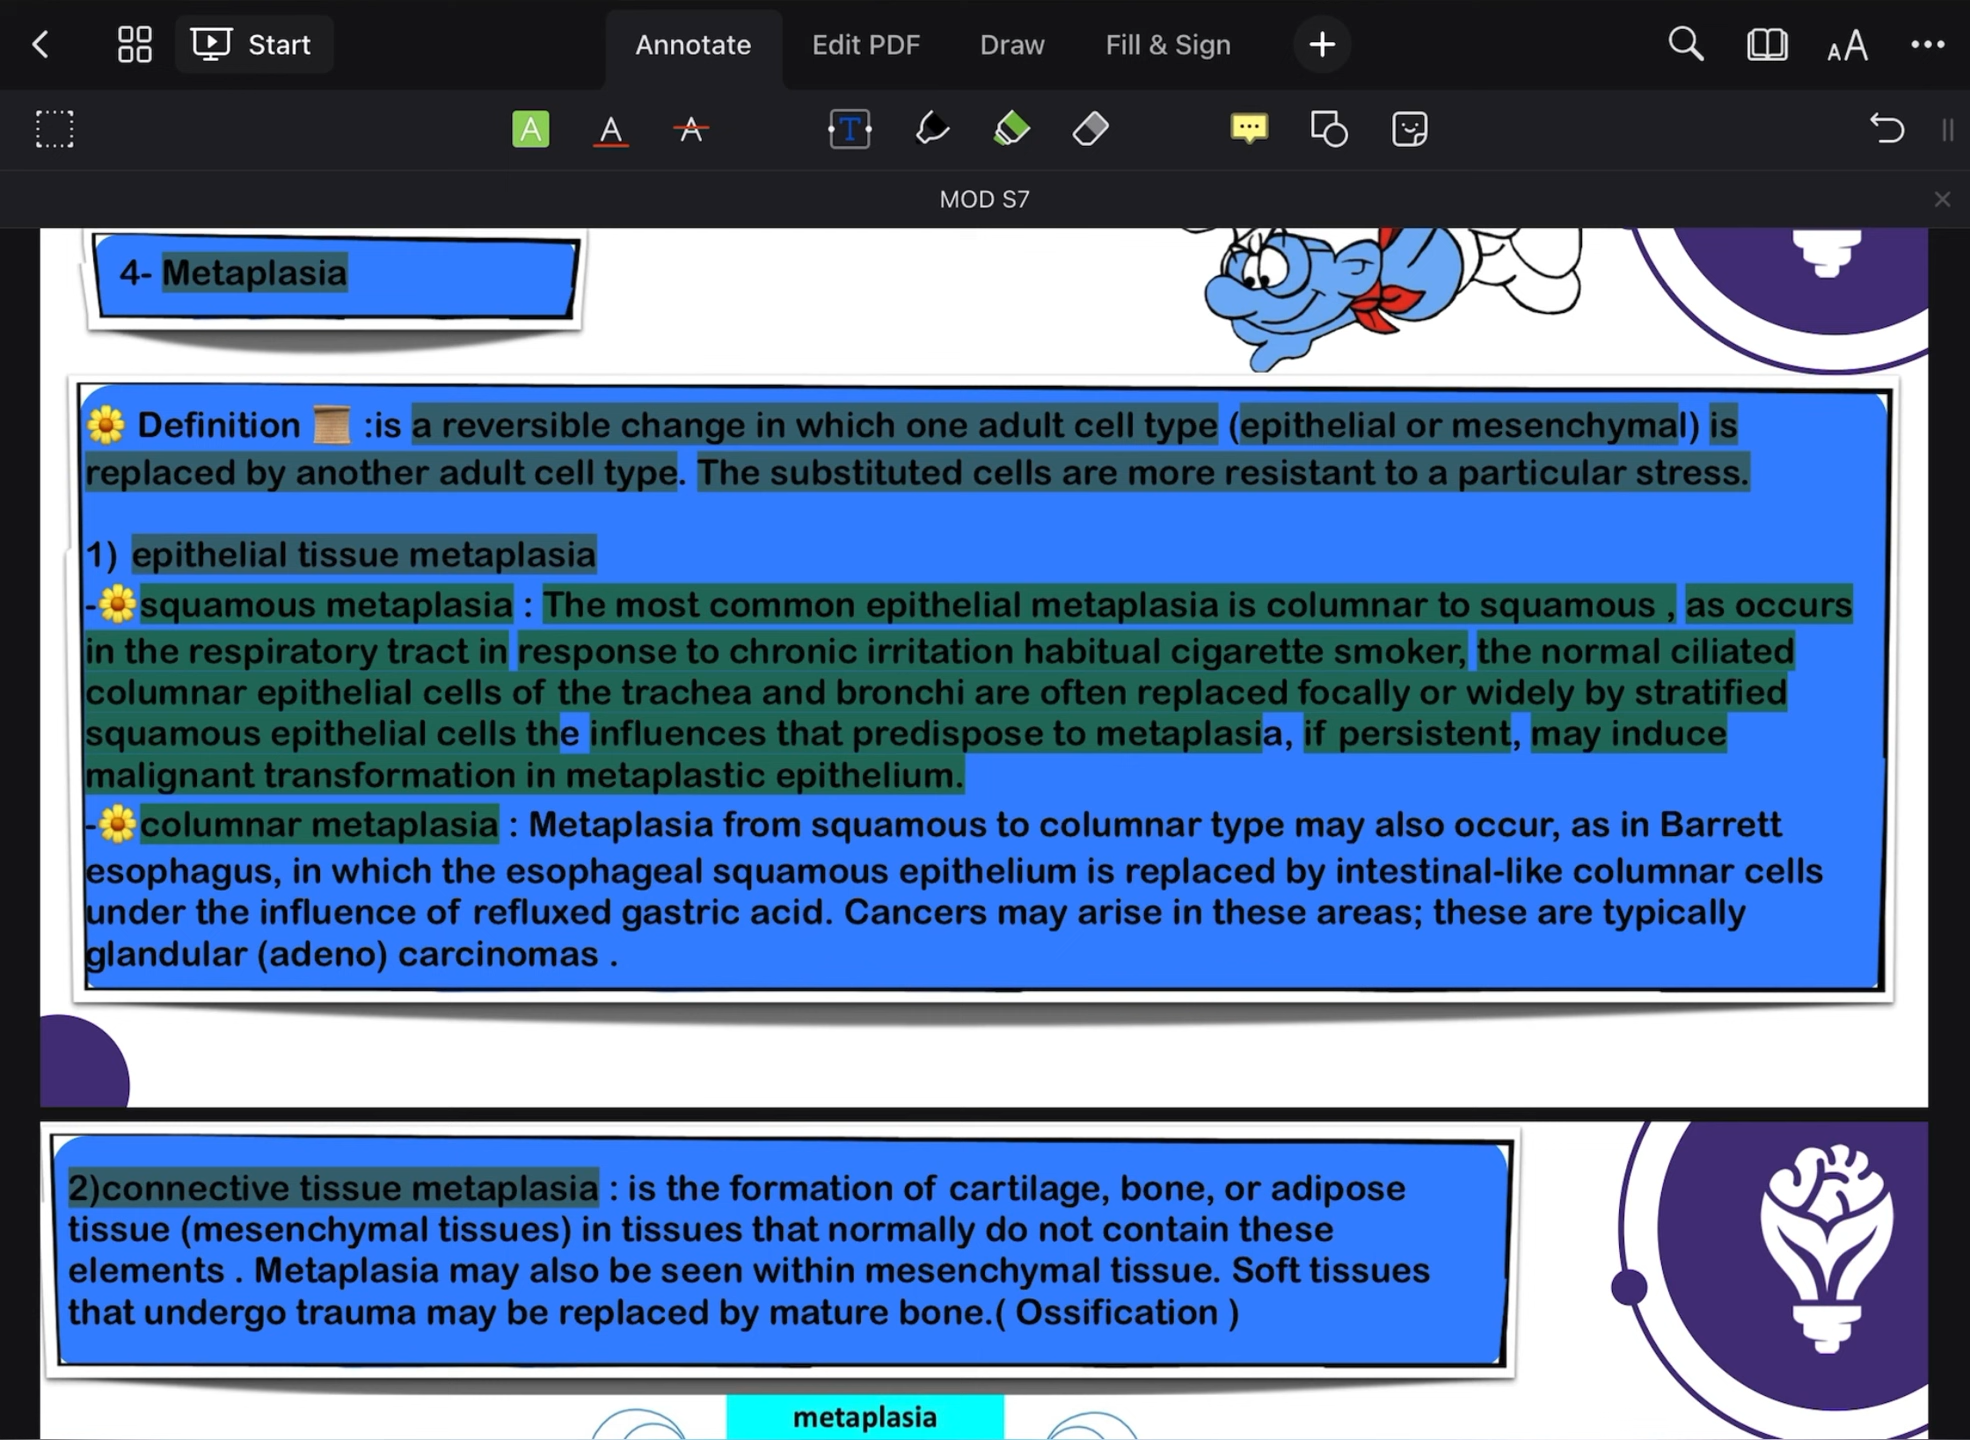 Start
Annotate
Edit PDF
Draw
Fill & Sign
AA
A
A
A
T
MOD S7
4- Metaplasia
Definition :is a reversible change in which one adult cell type (epithelial or mesenchymal) is
replaced by another adult cell type. The substituted cells are more resistant to a particular stress.
1) epithelial tissue metaplasia
-squamous metaplasia : The most common epithelial metaplasia is columnar to squamous , as occurs
in the respiratory tract in response to chronic irritation habitual cigarette smoker, the normal ciliated
columnar epithelial cells of the trachea and bronchi are often replaced focally or widely by stratified
squamous epithelial cells the influences that predispose to metaplasia, if persistent, may induce
malignant transformation in metaplastic epithelium.
-columnar metaplasia : Metaplasia from squamous to columnar type may also occur, as in Barrett
esophagus, in which the esophageal squamous epithelium is replaced by intestinal-like columnar cells
under the influence of refluxed gastric acid. Cancers may arise in these areas; these are typically
glandular (adeno) carcinomas .
2)connective tissue metaplasia : is the formation of cartilage, bone, or adipose
tissue (mesenchymal tissues) in tissues that normally do not contain these
elements . Metaplasia may also be seen within mesenchymal tissue. Soft tissues
that undergo trauma may be replaced by mature bone.( Ossification )
metaplasia